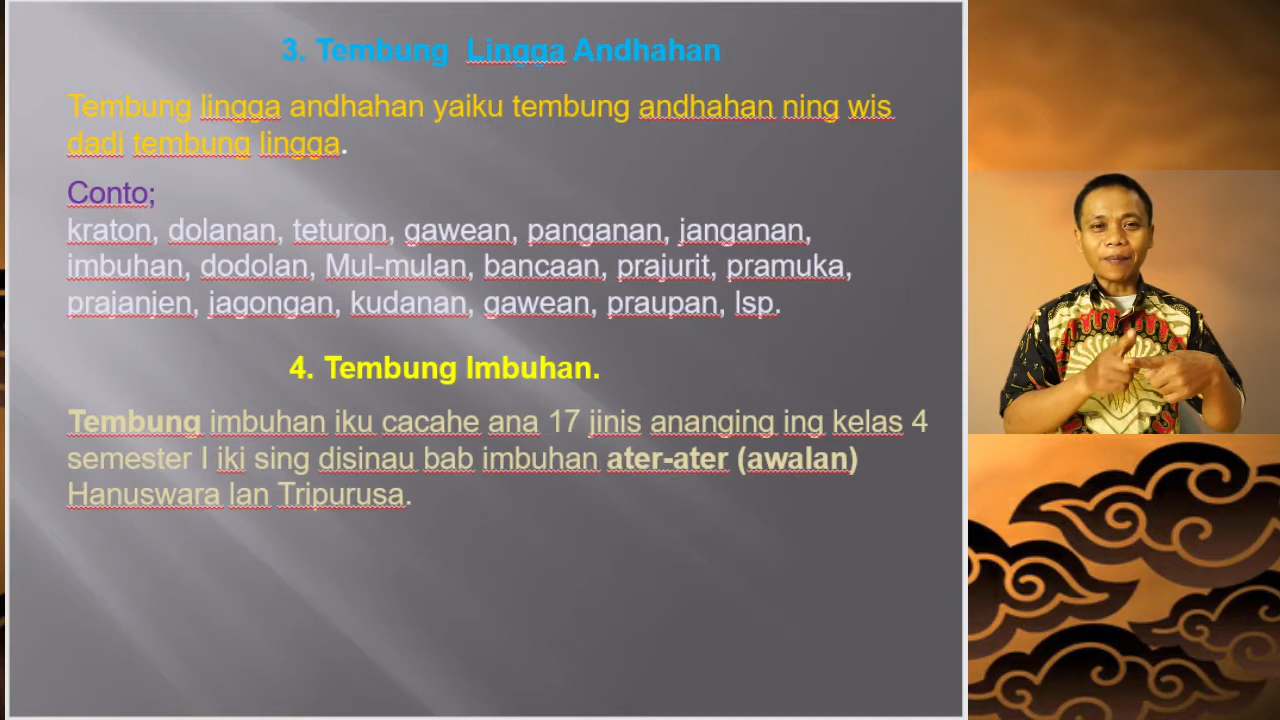 3. Tembung Lingga Andhahan
Tembung lingga andhahan yaiku tembung andhahan ning wis
dadi tembung lingga.
Conto;
kraton, dolanan, teturon, gawean, panganan, janganan,
imbuhan, dodolan, Mul-mulan, bancaan, prajurit, pramuka,
prajanjen, jagongan, kudanan, gawean, praupan, lsp.
4. Tembung Imbuhan.
Tembung imbuhan iku cacahe ana 17 jinis ananging ing kelas 4
semester I iki sing disinau bab imbuhan ater-ater (awalan)
Hanuswara lan Tripurusa.